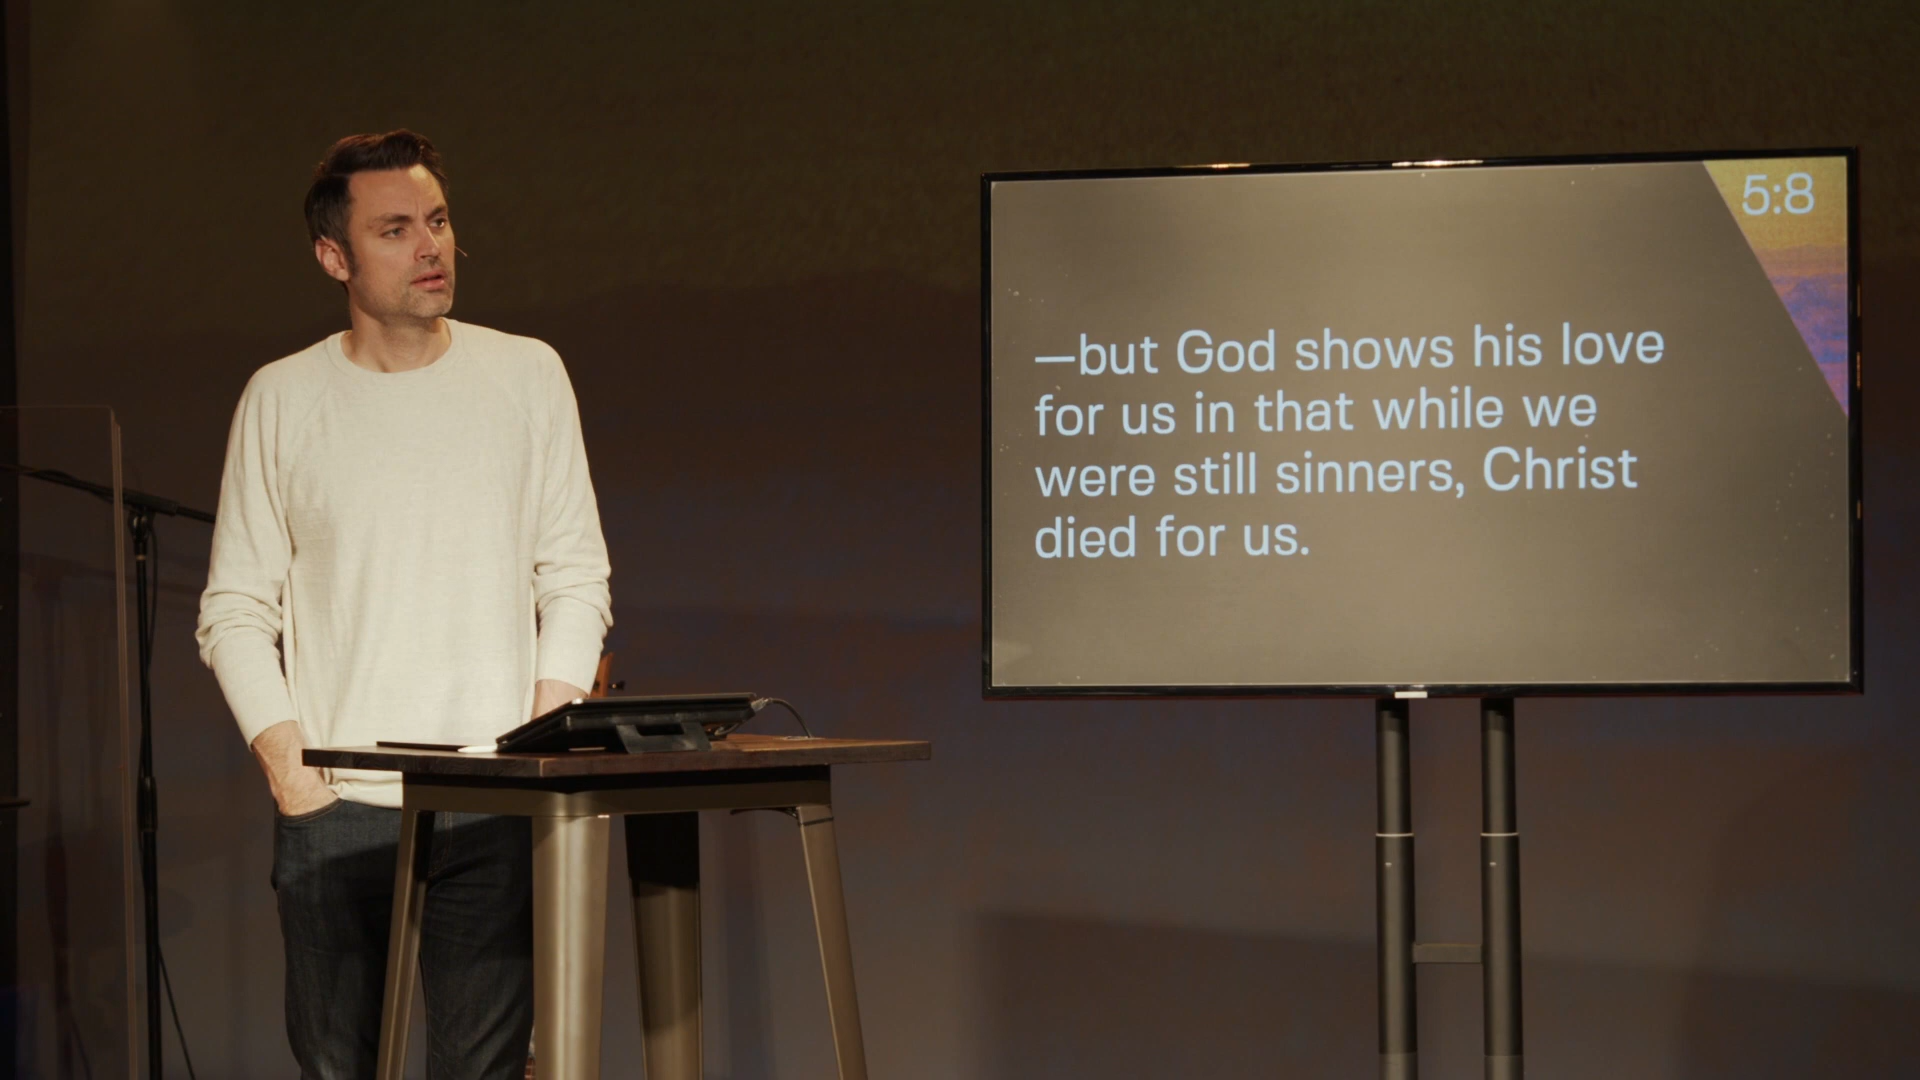 5:8
—but God shows his love
for us in that while we
were still sinners, Christ
died for us.